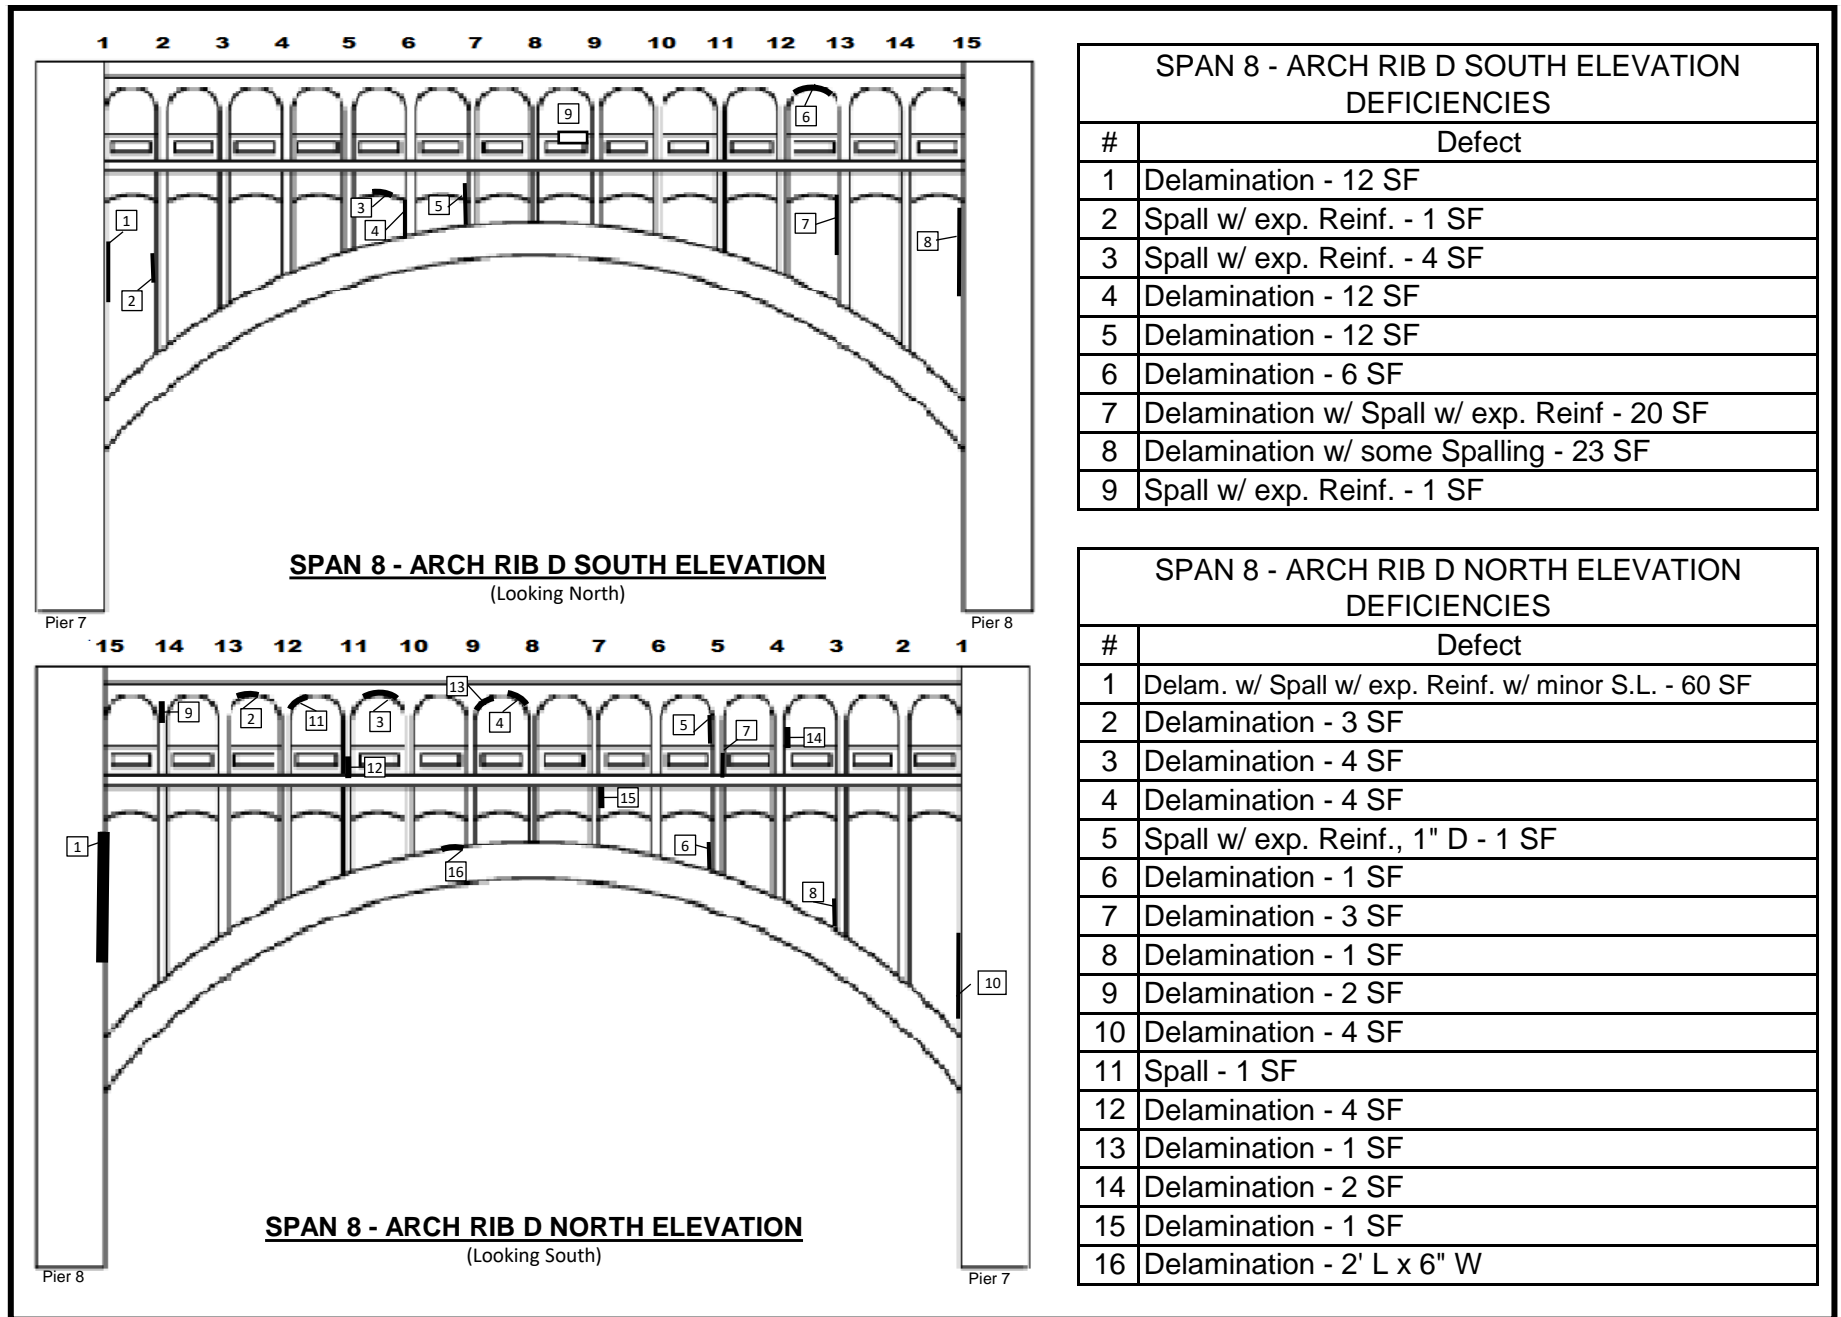 1 2 3 4 5 6 7 8 9 10 11 12 13 14 15
9
6
3
5
1
4
7
8
2
SPAN 8 - ARCH RIB D SOUTH ELEVATION
(Looking North)
Pier 7
Pier 8
15 14 13 12 11 10 9 8 7 6 5 4 3 2 1
13
9
2
11
3
4
5
7
14
12
15
1
6
16
8
10
SPAN 8 - ARCH RIB D NORTH ELEVATION
(Looking South)
Pier 8
Pier 7
SPAN 8 - ARCH RIB D SOUTH ELEVATION
DEFICIENCIES
# Defect
1 Delamination - 12 SF
2 Spall w/ exp. Reinf. - 1 SF
3 Spall w/ exp. Reinf. - 4 SF
4 Delamination - 12 SF
5 Delamination - 12 SF
6 Delamination - 6 SF
7 Delamination w/ Spall w/ exp. Reinf - 20 SF
8 Delamination w/ some Spalling - 23 SF
9 Spall w/ exp. Reinf. - 1 SF
SPAN 8 - ARCH RIB D NORTH ELEVATION
DEFICIENCIES
# Defect
1 Delam. w/ Spall w/ exp. Reinf. w/ minor S.L. - 60 SF
2 Delamination - 3 SF
3 Delamination - 4 SF
4 Delamination - 4 SF
5 Spall w/ exp. Reinf., 1" D - 1 SF
6 Delamination - 1 SF
7 Delamination - 3 SF
8 Delamination - 1 SF
9 Delamination - 2 SF
10 Delamination - 4 SF
11 Spall - 1 SF
12 Delamination - 4 SF
13 Delamination - 1 SF
14 Delamination - 2 SF
15 Delamination - 1 SF
16 Delamination - 2' L x 6" W